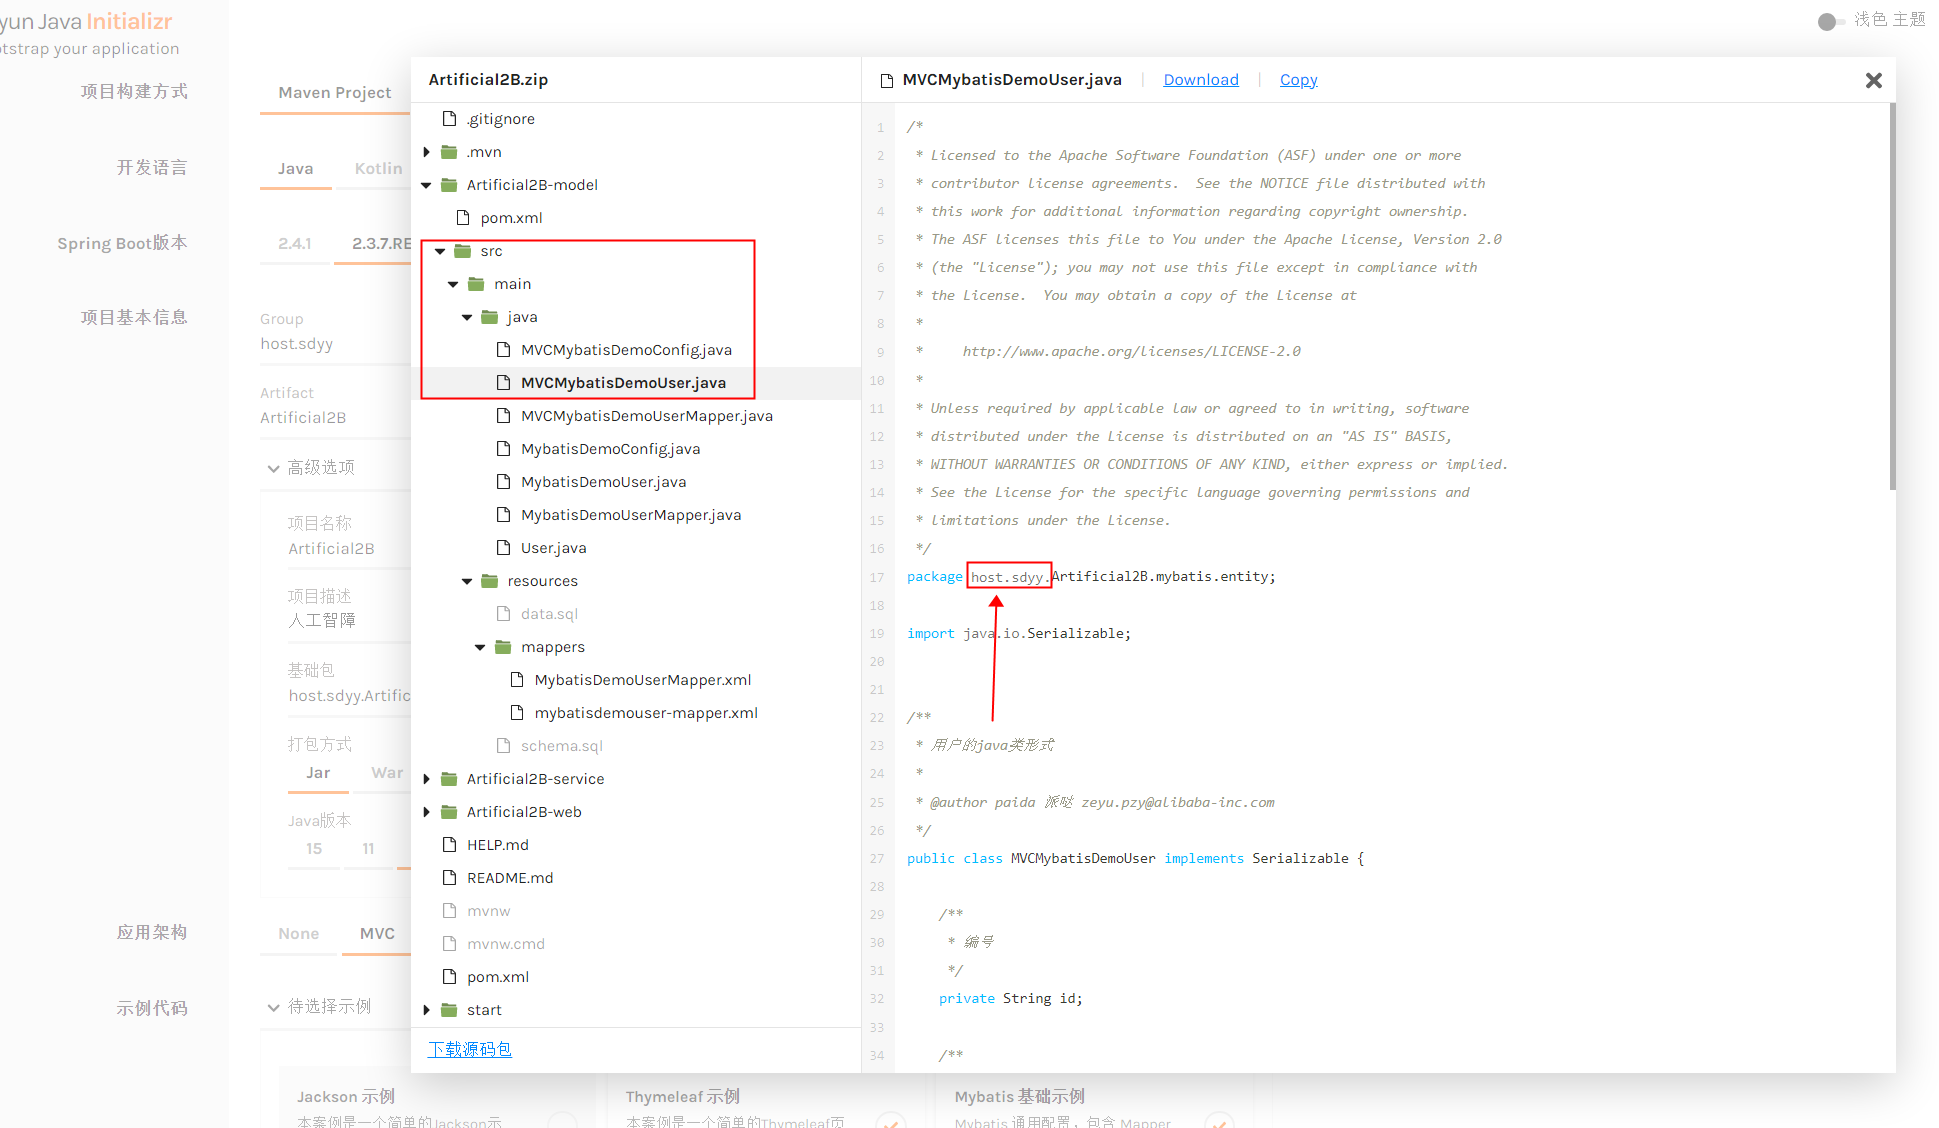 yun Java Initializr
otstrap your application
浅色 主题
项目构建方式
Maven Project
开发语言
Java
Kotlin
Spring Boot版本
2.4.1
2.3.7.RE
项目基本信息
Group
host.sdyy
Artifact
Artificial2B
高级选项
项目名称
Artificial2B
项目描述
人工智障
基础包
host.sdyy.Artific
打包方式
Jar
War
Java版本
15
11
应用架构
None
MVC
示例代码
待选择示例
Artificial2B.zip
.gitignore
.mvn
Artificial2B-model
pom.xml
src
main
java
MVCMybatisDemoConfig.java
MVCMybatisDemoUser.java
MVCMybatisDemoUserMapper.java
MybatisDemoConfig.java
MybatisDemoUser.java
MybatisDemoUserMapper.java
User.java
resources
data.sql
mappers
MybatisDemoUserMapper.xml
mybatisdemouser-mapper.xml
schema.sql
Artificial2B-service
Artificial2B-web
HELP.md
README.md
mvnw
mvnw.cmd
pom.xml
start
下载源码包
MVCMybatisDemoUser.java
Download
Copy
1 /*
2 * Licensed to the Apache Software Foundation (ASF) under one or more
3 * contributor license agreements.  See the NOTICE file distributed with
4 * this work for additional information regarding copyright ownership.
5 * The ASF licenses this file to You under the Apache License, Version 2.0
6 * (the "License"); you may not use this file except in compliance with
7 * the License.  You may obtain a copy of the License at
8 *
9 *     http://www.apache.org/licenses/LICENSE-2.0
10 *
11 * Unless required by applicable law or agreed to in writing, software
12 * distributed under the License is distributed on an "AS IS" BASIS,
13 * WITHOUT WARRANTIES OR CONDITIONS OF ANY KIND, either express or implied.
14 * See the License for the specific language governing permissions and
15 * limitations under the License.
16 */
17 package host.sdyy.Artificial2B.mybatis.entity;
18
19 import java.io.Serializable;
20
21
22 /**
23 * 用户的java类形式
24 *
25 * @author paida 派哒 zeyu.pzy@alibaba-inc.com
26 */
27 public class MVCMybatisDemoUser implements Serializable {
28
29 /**
30 * 编号
31 */
32 private String id;
33
34 /**
Jackson 示例
本案例是一个简单的Jackson示
Thymeleaf 示例
本案例是一个简单的Thymeleaf页
Mybatis 基础示例
Mybatis 通用配置，包含 Mapper